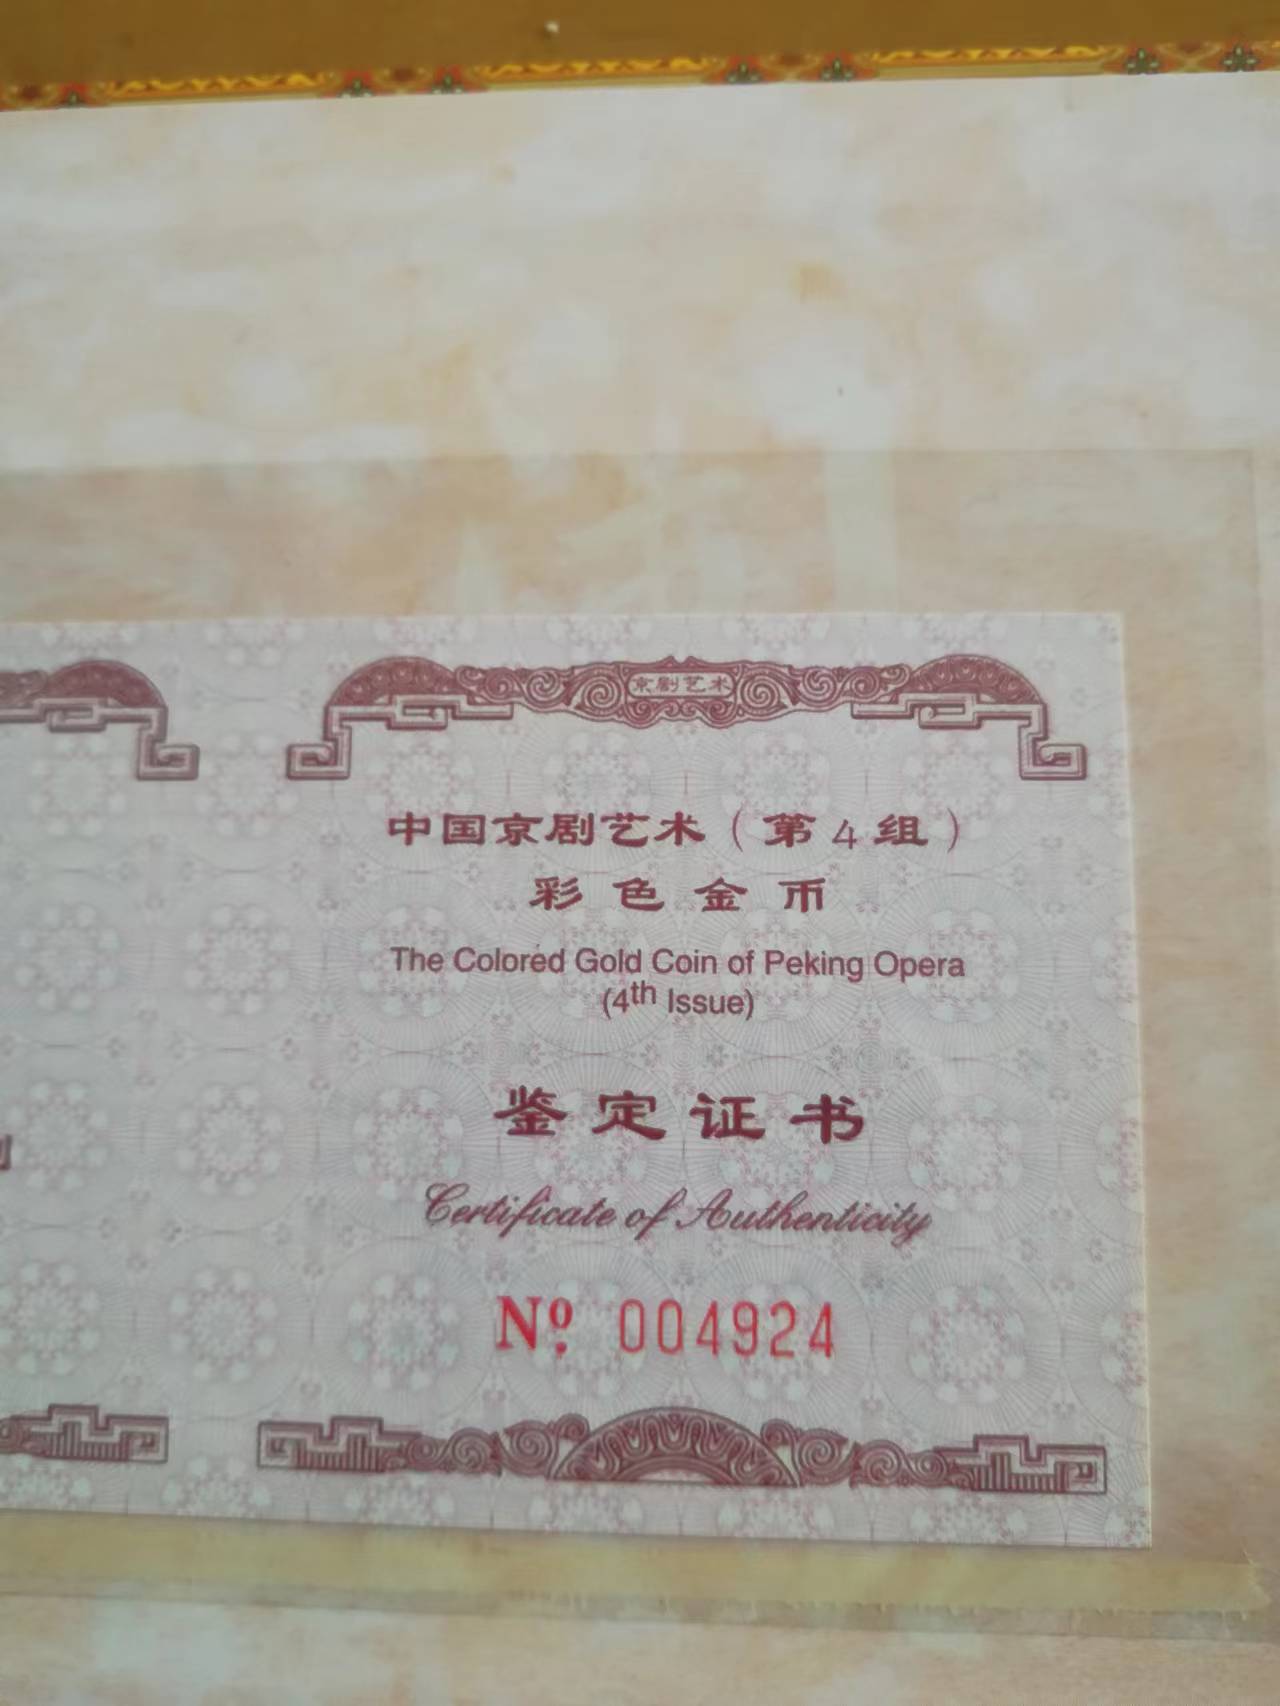 京剧艺术
中国京剧艺术（第4组）
彩色金币
The Colored Gold Coin of Peking Opera
(4th Issue)
鉴定证书
Certificate of Authenticity
Nº 004924